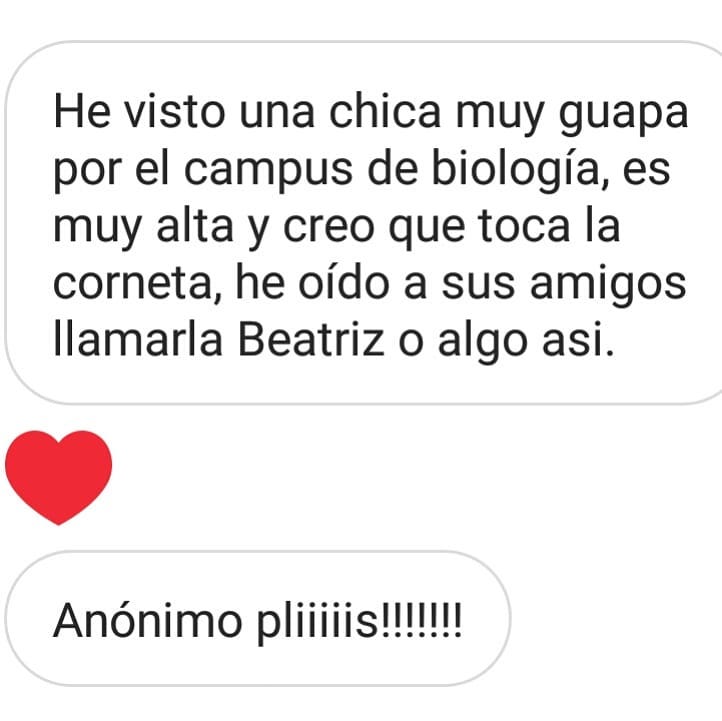 He visto una chica muy guapa
por el campus de biología, es
muy alta y creo que toca la
corneta, he oído a sus amigos
llamarla Beatriz o algo asi.
Anónimo pliiiiis!!!!!!!